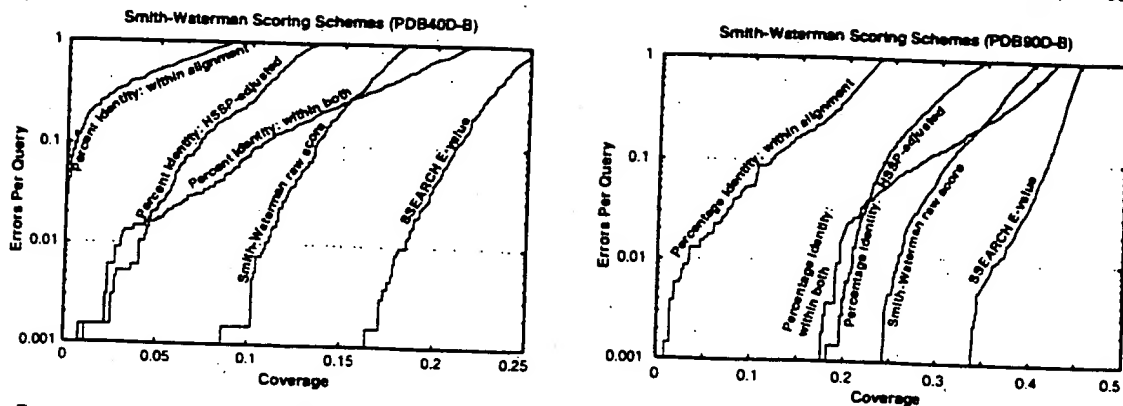 Smith-Waterman Scoring Schemes (PDB40D-B)
Errors Per Query
1
0.1
0.01
0.001
Percent Identity: within alignment
Percent Identity: HSSP-adjusted
Percent Identity: within both
Smith-Waterman raw score
SSEARCH E-value
0
0.05
0.1
0.15
0.2
0.25
Coverage
Smith-Waterman Scoring Schemes (PDB90D-B)
Errors Per Query
1
0.1
0.01
0.001
Percentage Identity: within alignment
Percentage Identity:
within both
Percentage Identity: HSSP-adjusted
Smith-Waterman raw score
SSEARCH E-value
0
0.1
0.2
0.3
0.4
0.5
Coverage